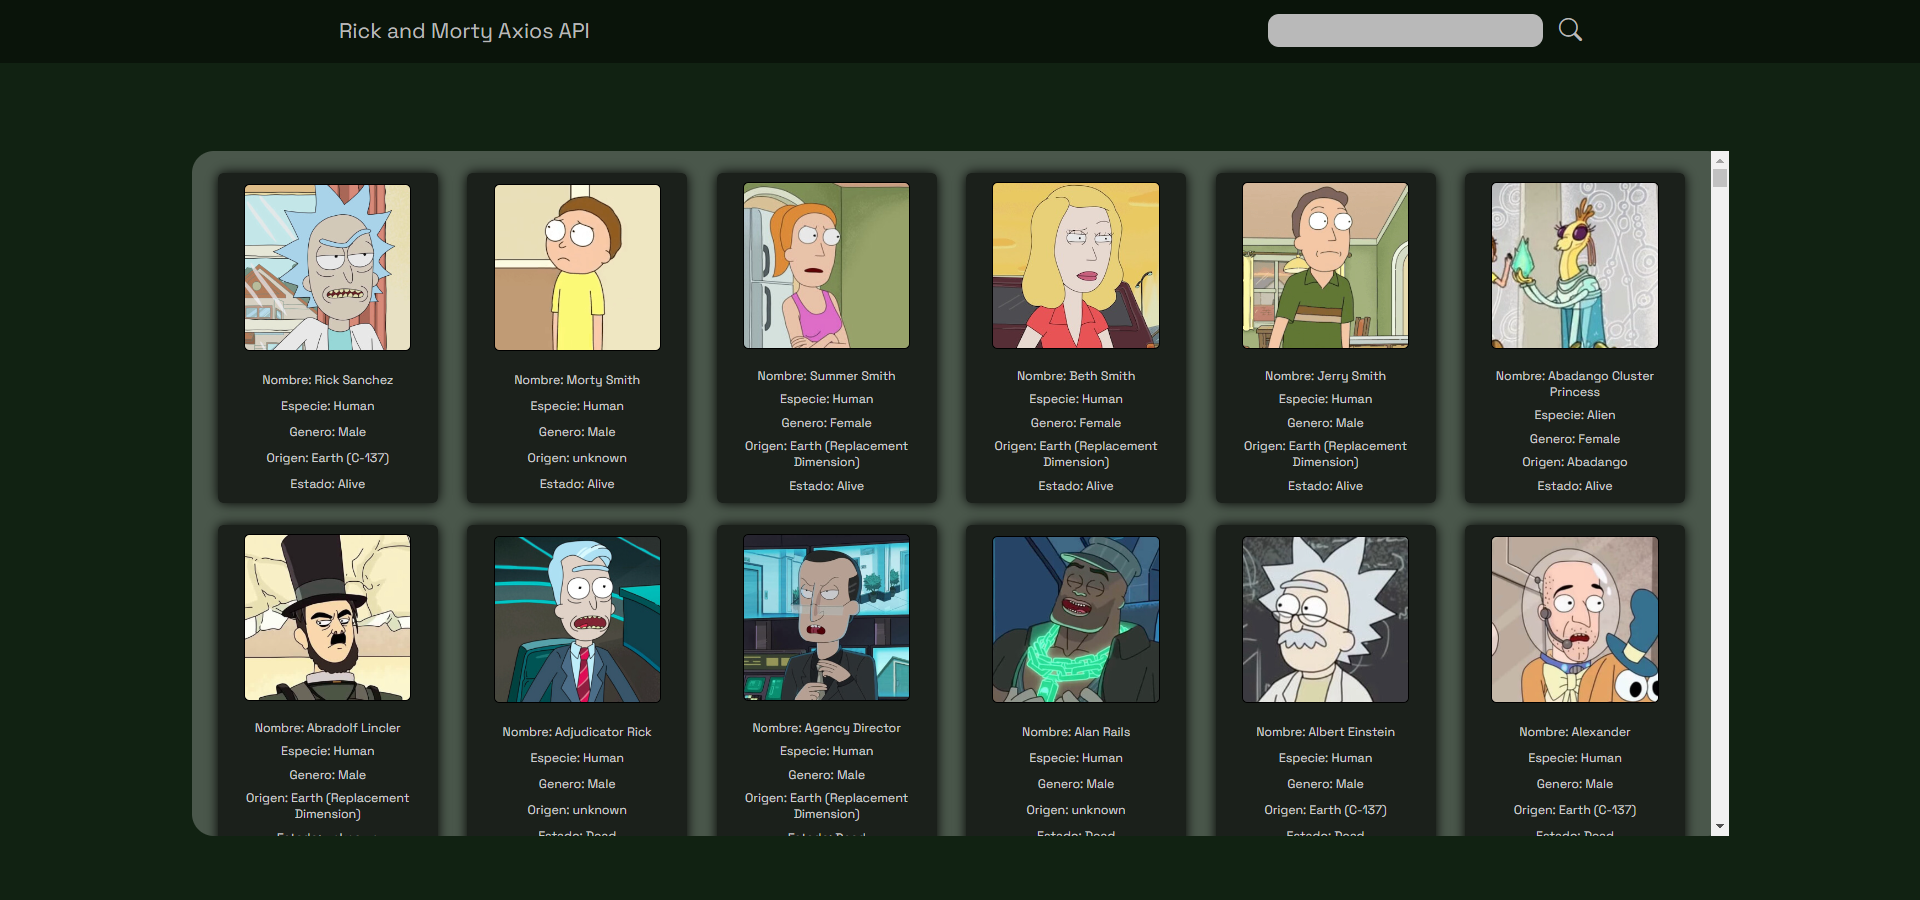 Rick and Morty Axios API
Nombre: Rick Sanchez
Especie: Human
Genero: Male
Origen: Earth (C-137)
Estado: Alive
Nombre: Morty Smith
Especie: Human
Genero: Male
Origen: unknown
Estado: Alive
Nombre: Summer Smith
Especie: Human
Genero: Female
Origen: Earth (Replacement
Dimension)
Estado: Alive
Nombre: Beth Smith
Especie: Human
Genero: Female
Origen: Earth (Replacement
Dimension)
Estado: Alive
Nombre: Jerry Smith
Especie: Human
Genero: Male
Origen: Earth (Replacement
Dimension)
Estado: Alive
Nombre: Abadango Cluster
Princess
Especie: Alien
Genero: Female
Origen: Abadango
Estado: Alive
Nombre: Abradolf Lincler
Especie: Human
Genero: Male
Origen: Earth (Replacement
Dimension)
Nombre: Adjudicator Rick
Especie: Human
Genero: Male
Origen: unknown
Estado: Dead
Nombre: Agency Director
Especie: Human
Genero: Male
Origen: Earth (Replacement
Dimension)
Nombre: Alan Rails
Especie: Human
Genero: Male
Origen: unknown
Estado: Dead
Nombre: Albert Einstein
Especie: Human
Genero: Male
Origen: Earth (C-137)
Estado: Dead
Nombre: Alexander
Especie: Human
Genero: Male
Origen: Earth (C-137)
Estado: Dead